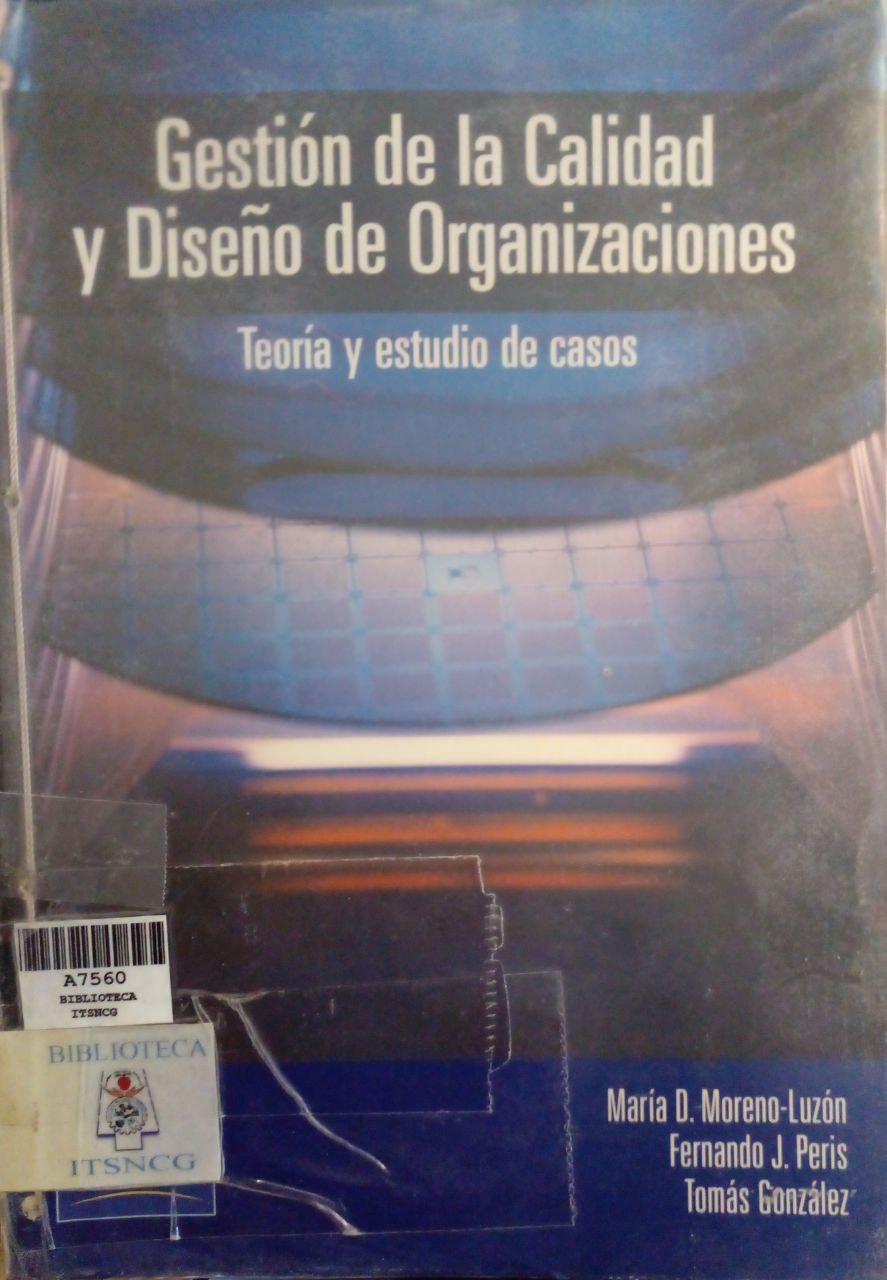 Gestión de la Calidad
y Diseño de Organizaciones
Teoría y estudio de casos
A7560
BIBLIOTECA
ITSNCG
BIBLIOTECA
ITSNCG
María D. Moreno-Luzón
Fernando J. Peris
Tomás González